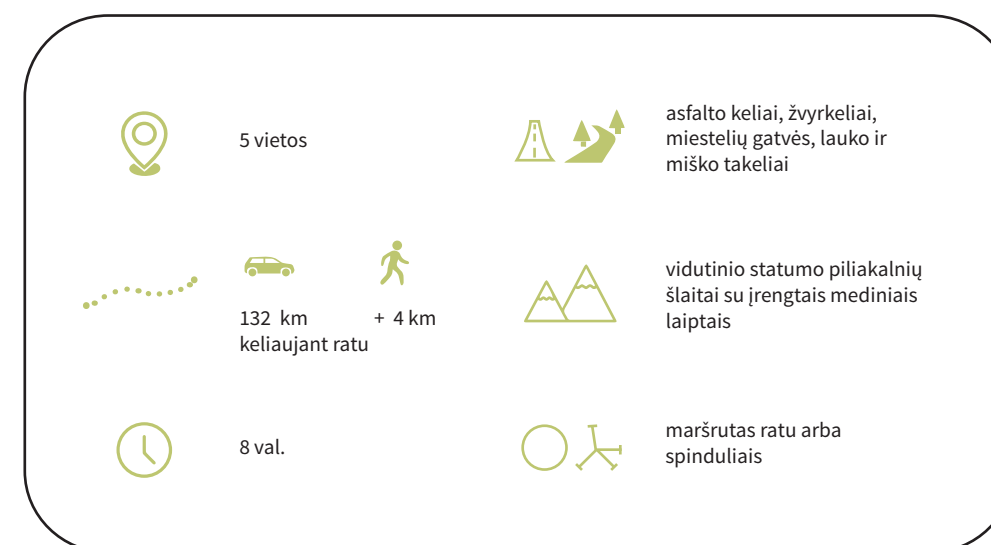 5 vietos
asfalto keliai, žvyrkeliai,
miestelių gatvės, lauko ir
miško takeliai
132 km
keliaujant ratu
+ 4 km
vidutinio statumo piliakalnių
šlaitai su įrengtais mediniais
laiptais
8 val.
maršrutas ratu arba
spinduliais